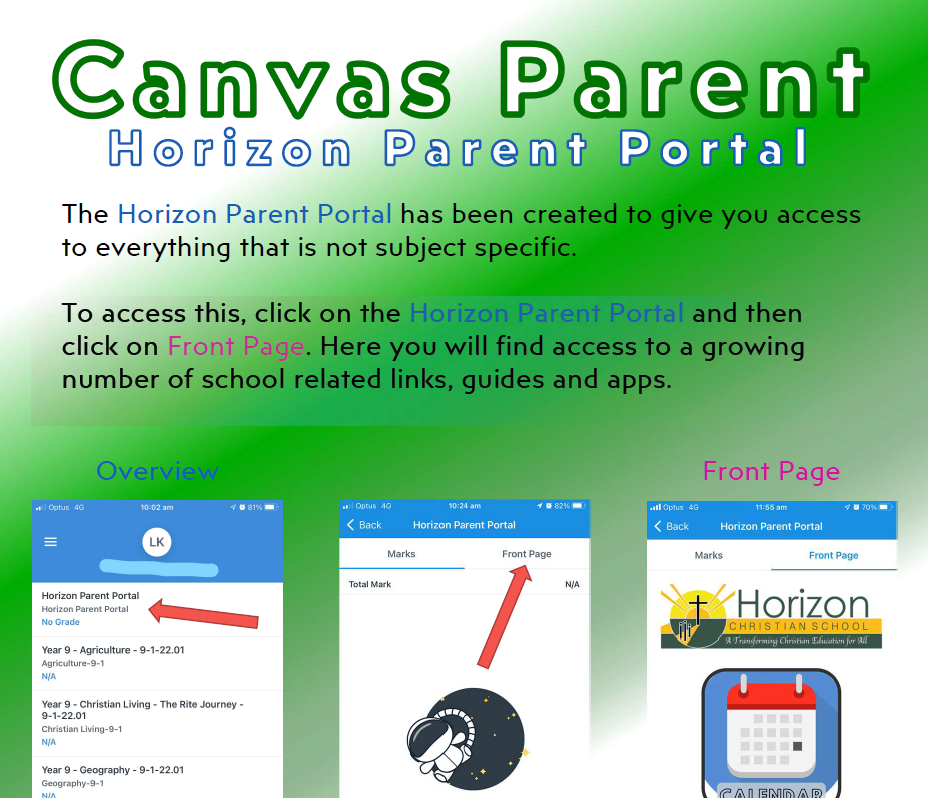 Canvas Parent
Horizon Parent Portal
The Horizon Parent Portal has been created to give you access
to everything that is not subject specific.
To access this, click on the Horizon Parent Portal and then
click on Front Page. Here you will find access to a growing
number of school related links, guides and apps.
Overview
Front Page
Optus 4G 10:02 am 81%
LK
Horizon Parent Portal
Horizon Parent Portal
No Grade
Year 9 - Agriculture - 9-1-22.01
Agriculture-9-1
N/A
Year 9 - Christian Living - The Rite Journey -
9-1-22.01
Christian Living-9-1
N/A
Year 9 - Geography - 9-1-22.01
Geography-9-1
N/A
Optus 4G 10:24 am 82%
Back Horizon Parent Portal
Marks Front Page
Total Mark N/A
Optus 4G 11:55 am 70%
Back Horizon Parent Portal
Marks Front Page
Horizon
CHRISTIAN SCHOOL
A Transforming Christian Education for All
CALENDAR